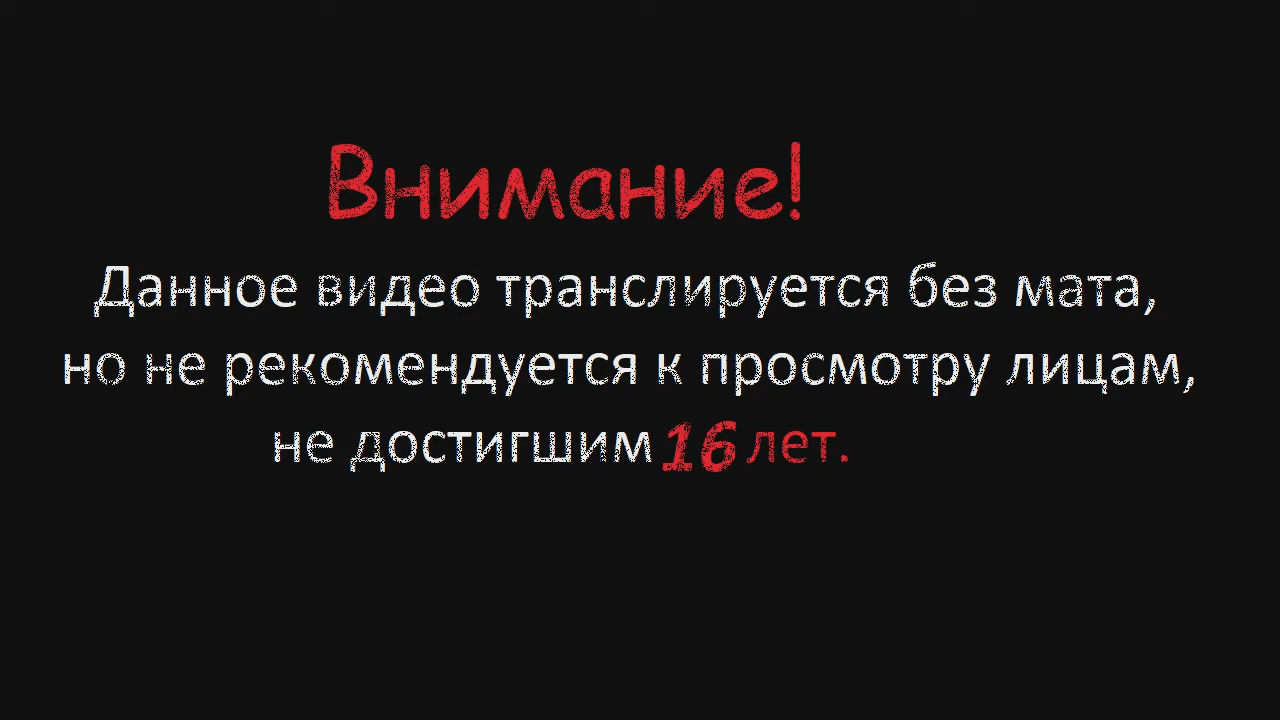 Внимание!
Данное видео транслируется без мата,
но не рекомендуется к просмотру лицам,
не достигшим 16 лет.